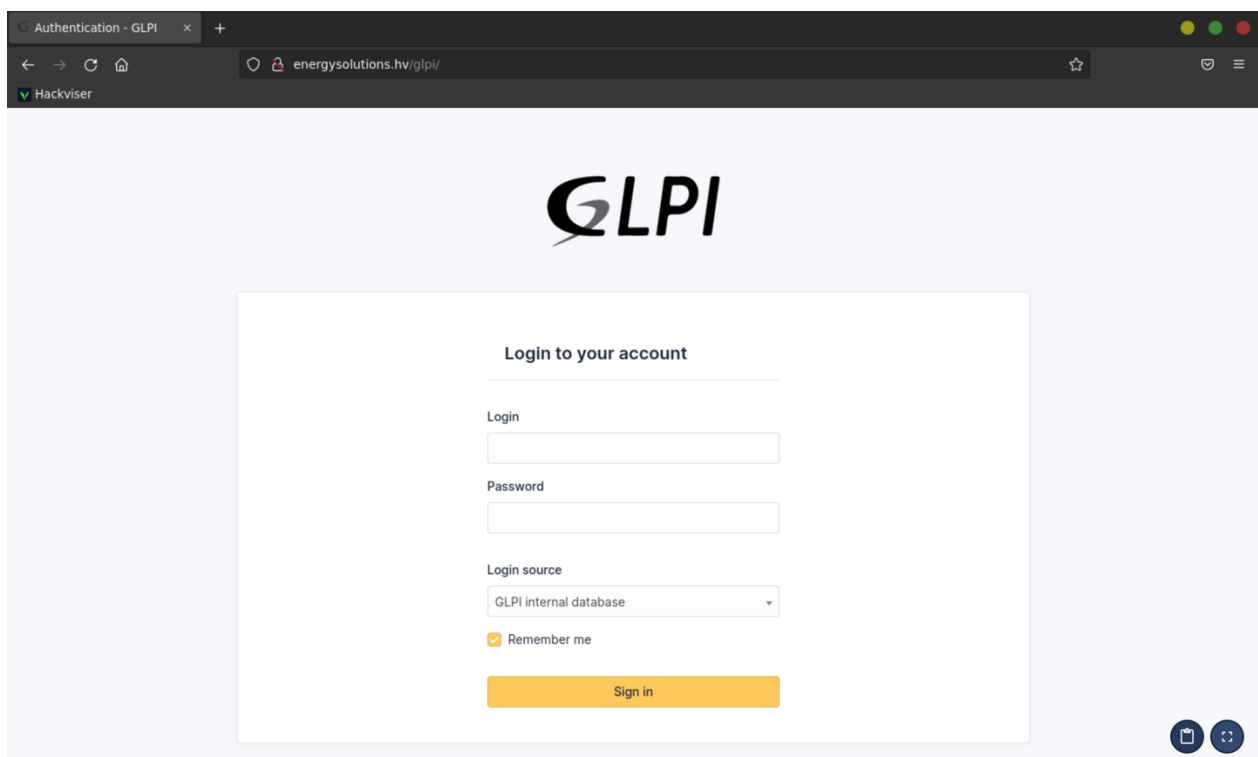 Authentication - GLPI
energysolutions.hv/glpi/
Hackviser
GLPI
Login to your account
Login
Password
Login source
GLPI internal database
Remember me
Sign in